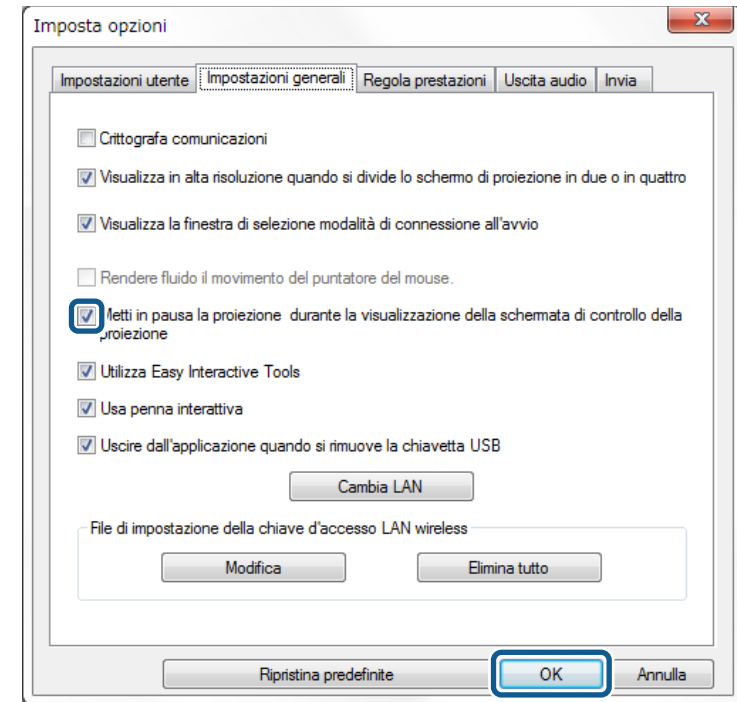 Imposta opzioni
Impostazioni utente Impostazioni generali Regola prestazioni Uscita audio Invia
Crittografa comunicazioni
Visualizza in alta risoluzione quando si divide lo schermo di proiezione in due o in quattro
Visualizza la finestra di selezione modalità di connessione all'avvio
Rendere fluido il movimento del puntatore del mouse.
Metti in pausa la proiezione durante la visualizzazione della schermata di controllo della
proiezione
Utilizza Easy Interactive Tools
Usa penna interattiva
Uscire dall'applicazione quando si rimuove la chiavetta USB
Cambia LAN
File di impostazione della chiave d'accesso LAN wireless
Modifica Elimina tutto
Ripristina predefinite OK Annulla